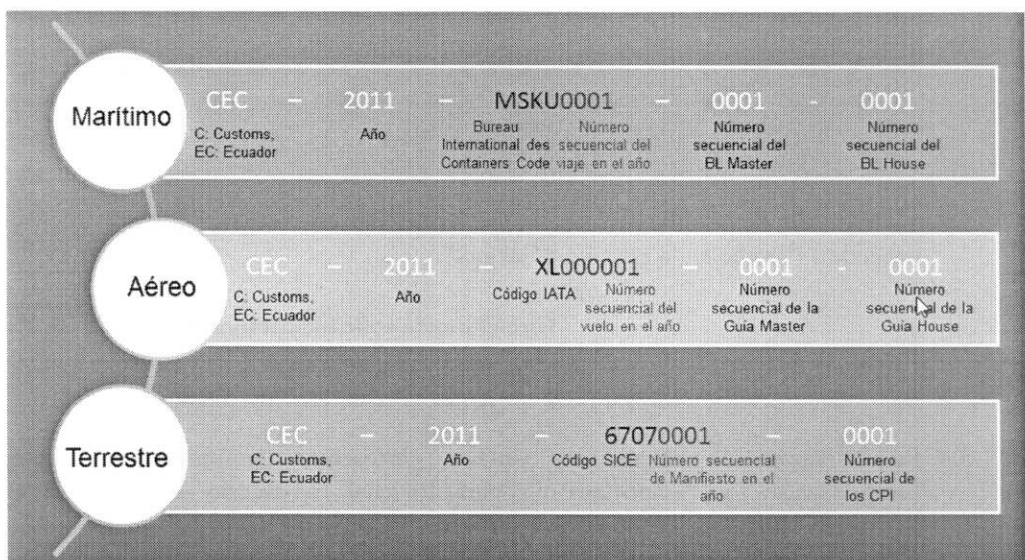 Marítimo
CEC – 2011 – MSKU0001 – 0001 - 0001
C: Customs, EC: Ecuador
Año
Bureau International des Containers Code
Número secuencial del viaje en el año
Número secuencial del BL Master
Número secuencial del BL House
Aéreo
CEC – 2011 – XL000001 – 0001 - 0001
C: Customs, EC: Ecuador
Año
Código IATA
Número secuencial del vuelo en el año
Número secuencial de la Guía Master
Número secuencial de la Guía House
Terrestre
CEC – 2011 – 67070001 – 0001
C: Customs, EC: Ecuador
Año
Código SICE
Número secuencial de Manifiesto en el año
Número secuencial de los CPI